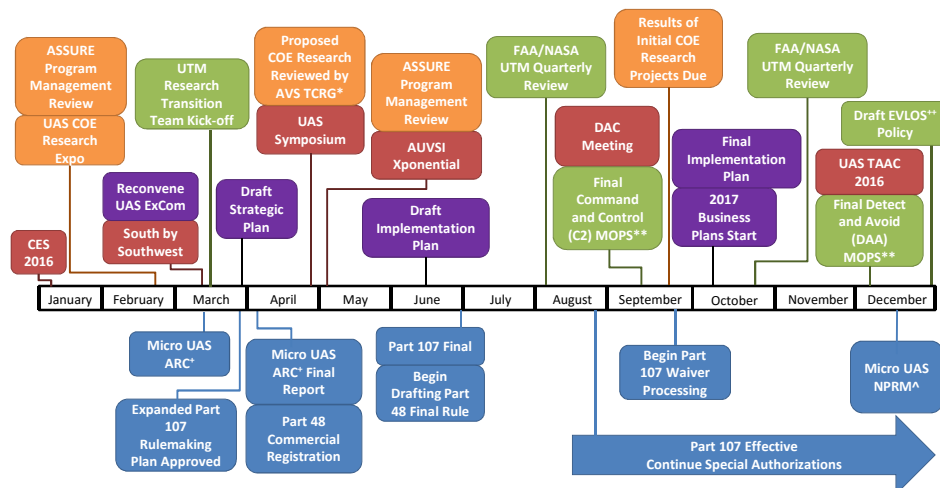 ASSURE
Program
Management
Review
UAS COE
Research
Expo
UTM
Research
Transition
Team Kick-off
Proposed
COE Research
Reviewed by
AVS TCRG*
UAS
Symposium
ASSURE
Program
Management
Review
AUVSI
Xponential
FAA/NASA
UTM Quarterly
Review
Results of
Initial COE
Research
Projects Due
FAA/NASA
UTM Quarterly
Review
Draft EVLOS⁺⁺
Policy
CES
2016
Reconvene
UAS ExCom
South by
Southwest
Draft
Strategic
Plan
Draft
Implementation
Plan
DAC
Meeting
Final
Command
and Control
(C2) MOPS**
Final
Implementation
Plan
2017
Business
Plans Start
UAS TAAC
2016
Final Detect
and Avoid
(DAA)
MOPS**
January
February
March
April
May
June
July
August
September
October
November
December
Micro UAS
ARC⁺
Expanded Part
107
Rulemaking
Plan Approved
Micro UAS
ARC⁺ Final
Report
Part 48
Commercial
Registration
Part 107 Final
Begin
Drafting Part
48 Final Rule
Begin Part
107 Waiver
Processing
Micro UAS
NPRM^
Part 107 Effective
Continue Special Authorizations